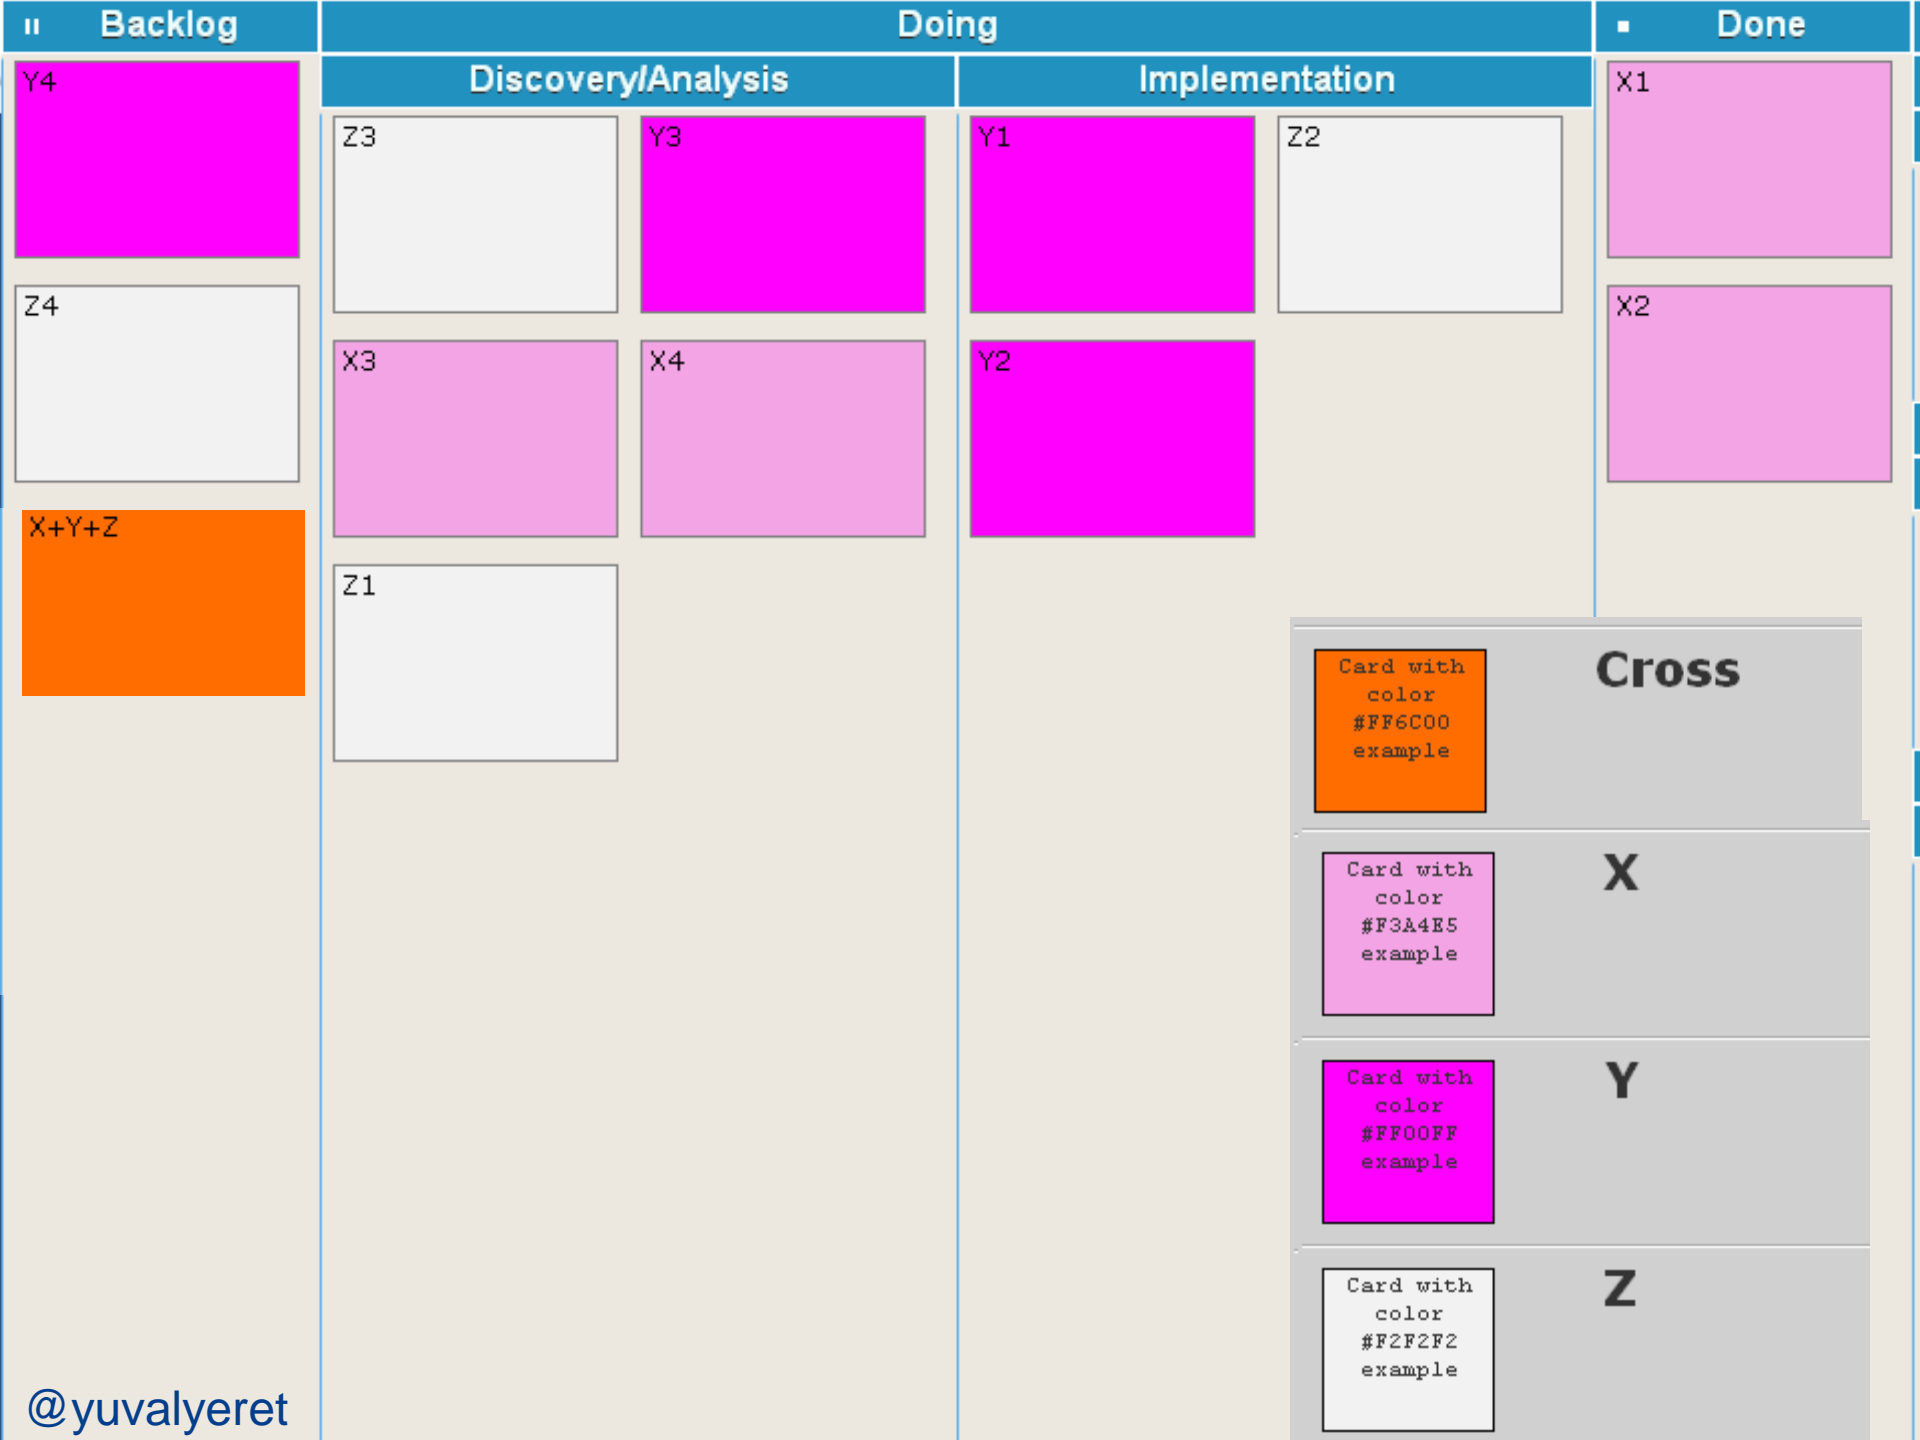 Backlog
Doing
Done
Discovery/Analysis
Implementation
Y4
Z4
X+Y+Z
Z3
Y3
X3
X4
Z1
Y1
Z2
Y2
X1
X2
Card with
color
#FF6C00
example
Cross
Card with
color
#F3A4E5
example
X
Card with
color
#FF00FF
example
Y
Card with
color
#F2F2F2
example
Z
@yuvalyeret